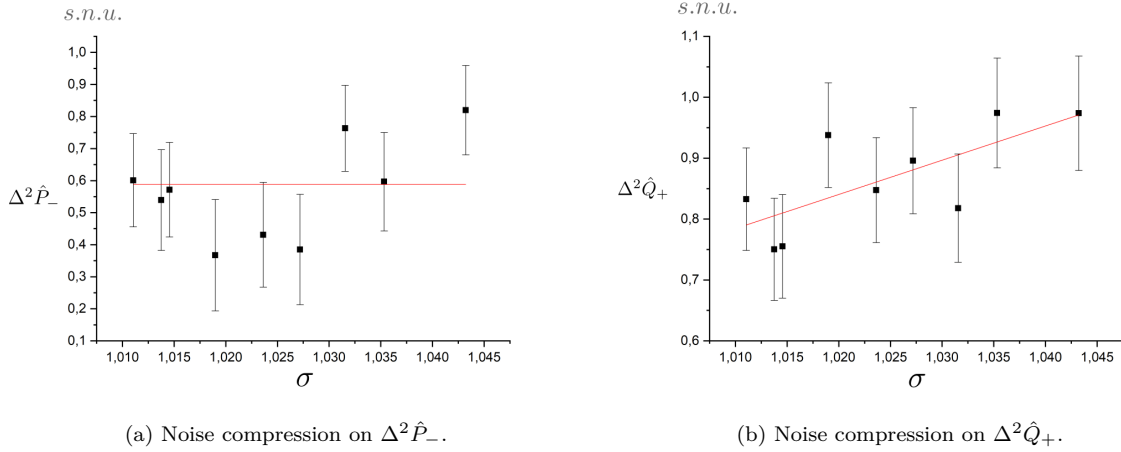 s.n.u.
1,0
0,9
0,8
0,7
0,6
0,5
0,4
0,3
0,2
0,1
Δ²P̂₋
1,010 1,015 1,020 1,025 1,030 1,035 1,040 1,045
σ
(a) Noise compression on Δ²P̂₋.
s.n.u.
1,1
1,0
0,9
0,8
0,7
0,6
Δ²Q̂₊
1,010 1,015 1,020 1,025 1,030 1,035 1,040 1,045
σ
(b) Noise compression on Δ²Q̂₊.